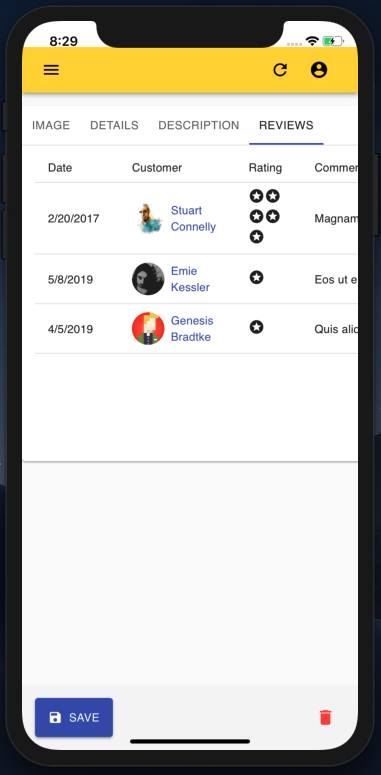 8:29
IMAGE DETAILS DESCRIPTION REVIEWS
Date Customer Rating Commer
2/20/2017 Stuart Connelly Magnam
5/8/2019 Emie Kessler Eos ut e
4/5/2019 Genesis Bradtke Quis alic
SAVE